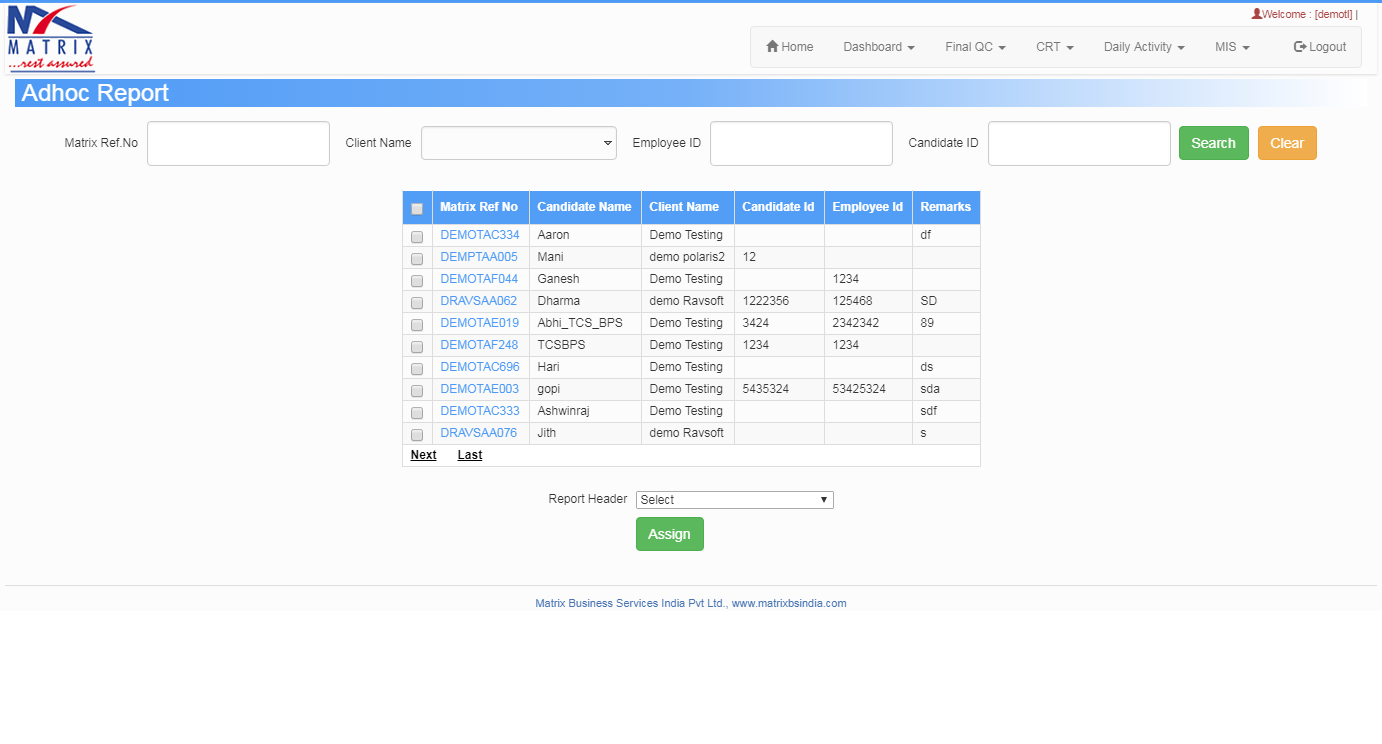 MATRIX
...rest assured
Welcome : [demotl] |
Home Dashboard Final QC CRT Daily Activity MIS Logout
Adhoc Report
Matrix Ref.No Client Name Employee ID Candidate ID Search Clear
Matrix Ref No Candidate Name Client Name Candidate Id Employee Id Remarks
DEMOTAC334 Aaron Demo Testing df
DEMPTAA005 Mani demo polaris2 12
DEMOTAF044 Ganesh Demo Testing 1234
DRAVSAA062 Dharma demo Ravsoft 1222356 125468 SD
DEMOTAE019 Abhi_TCS_BPS Demo Testing 3424 2342342 89
DEMOTAF248 TCSBPS Demo Testing 1234 1234
DEMOTAC696 Hari Demo Testing ds
DEMOTAE003 gopi Demo Testing 5435324 53425324 sda
DEMOTAC333 Ashwinraj Demo Testing sdf
DRAVSAA076 Jith demo Ravsoft s
Next Last
Report Header Select
Assign
Matrix Business Services India Pvt Ltd., www.matrixbsindia.com